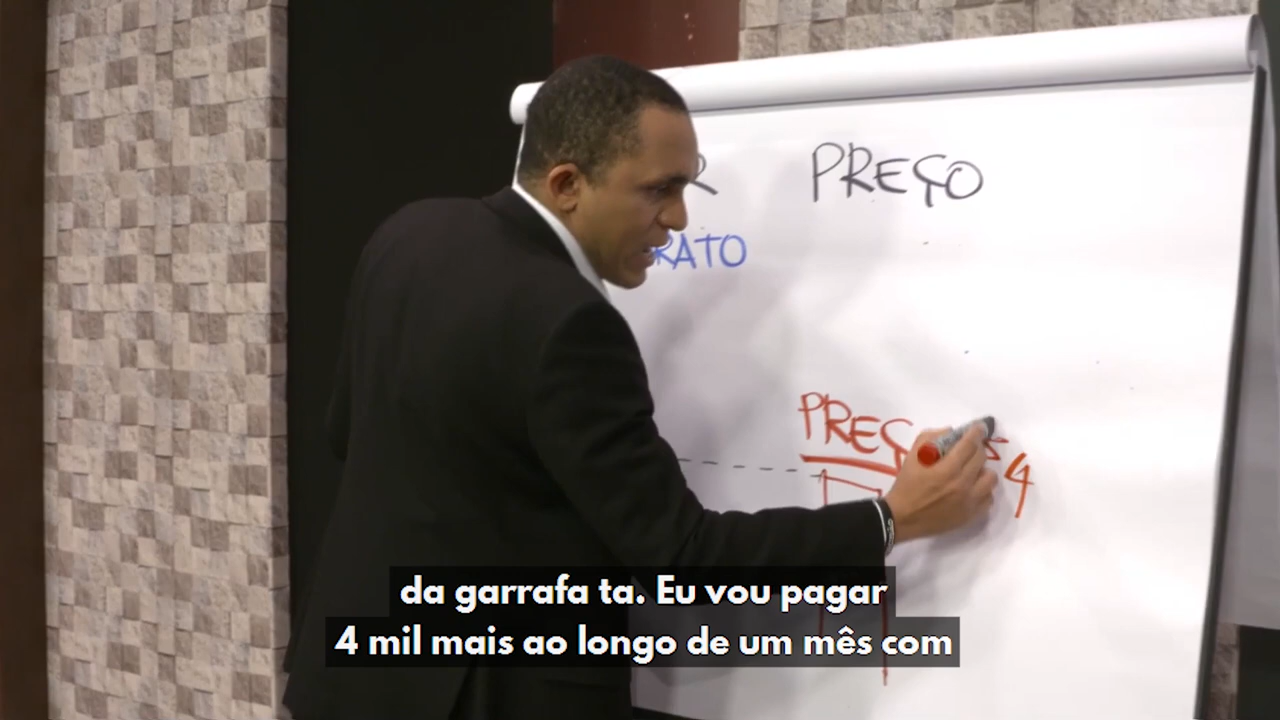 R PREÇO
RATO
PREÇ
4
da garrafa ta. Eu vou pagar
4 mil mais ao longo de um mês com